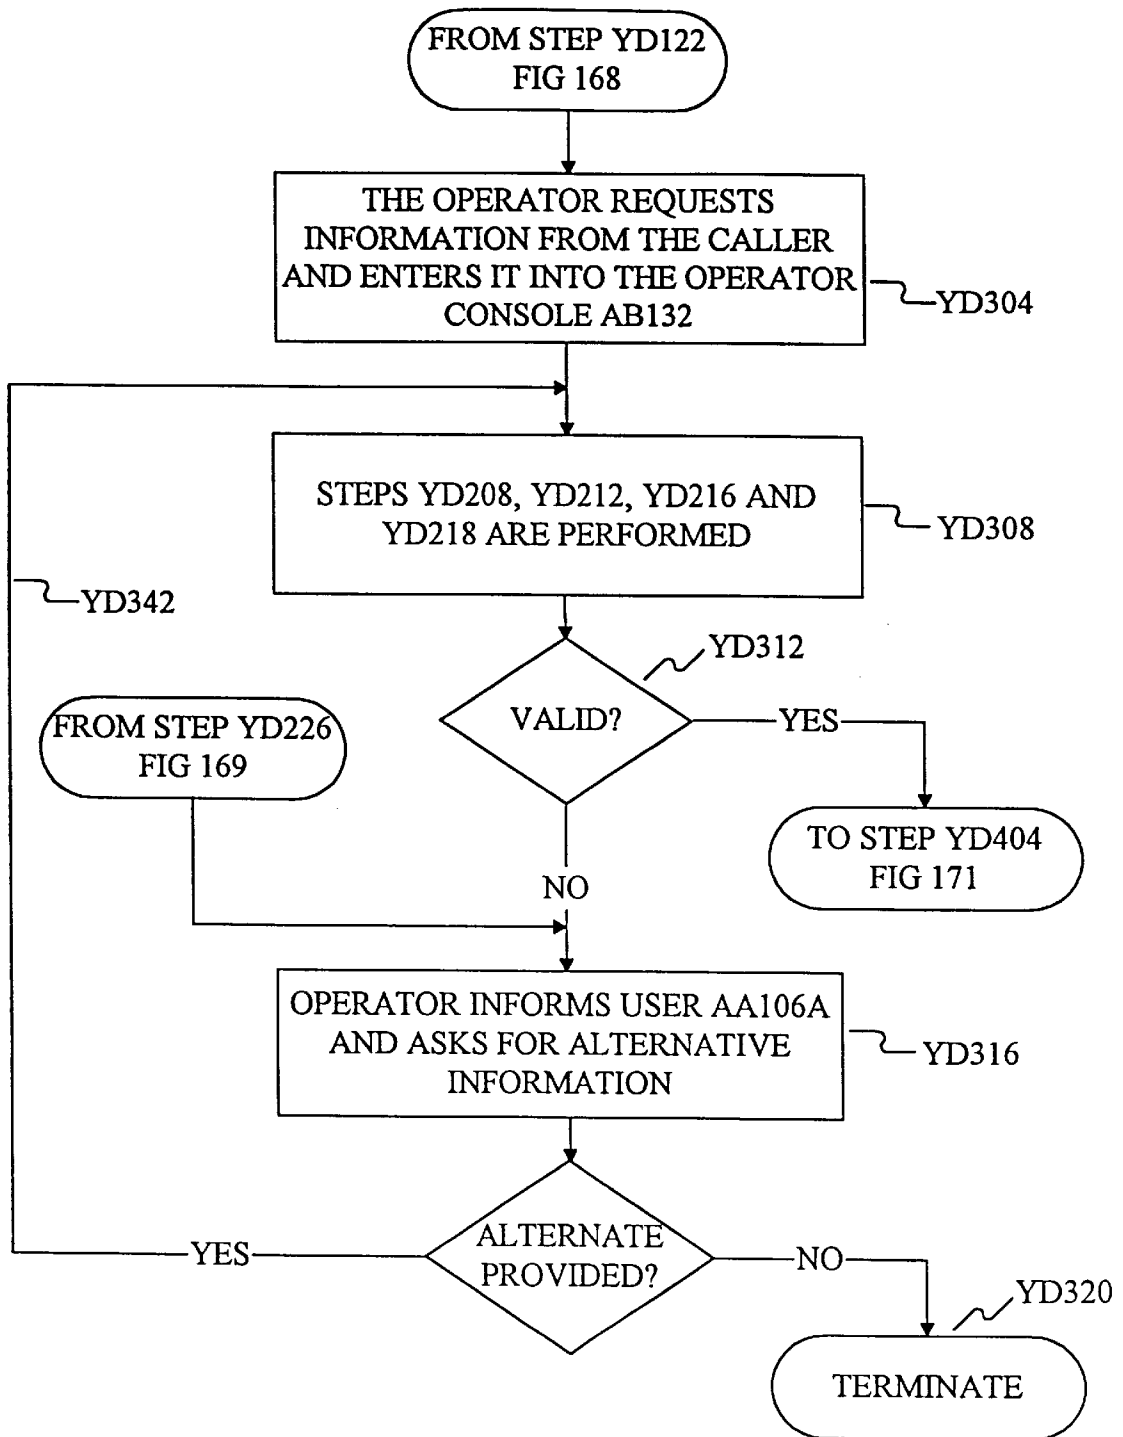 FROM STEP YD122
FIG 168
THE OPERATOR REQUESTS
INFORMATION FROM THE CALLER
AND ENTERS IT INTO THE OPERATOR
CONSOLE AB132
YD304
STEPS YD208, YD212, YD216 AND
YD218 ARE PERFORMED
YD308
YD342
YD312
VALID?
YES
FROM STEP YD226
FIG 169
TO STEP YD404
FIG 171
NO
OPERATOR INFORMS USER AA106A
AND ASKS FOR ALTERNATIVE
INFORMATION
YD316
ALTERNATE
PROVIDED?
YES
NO
YD320
TERMINATE